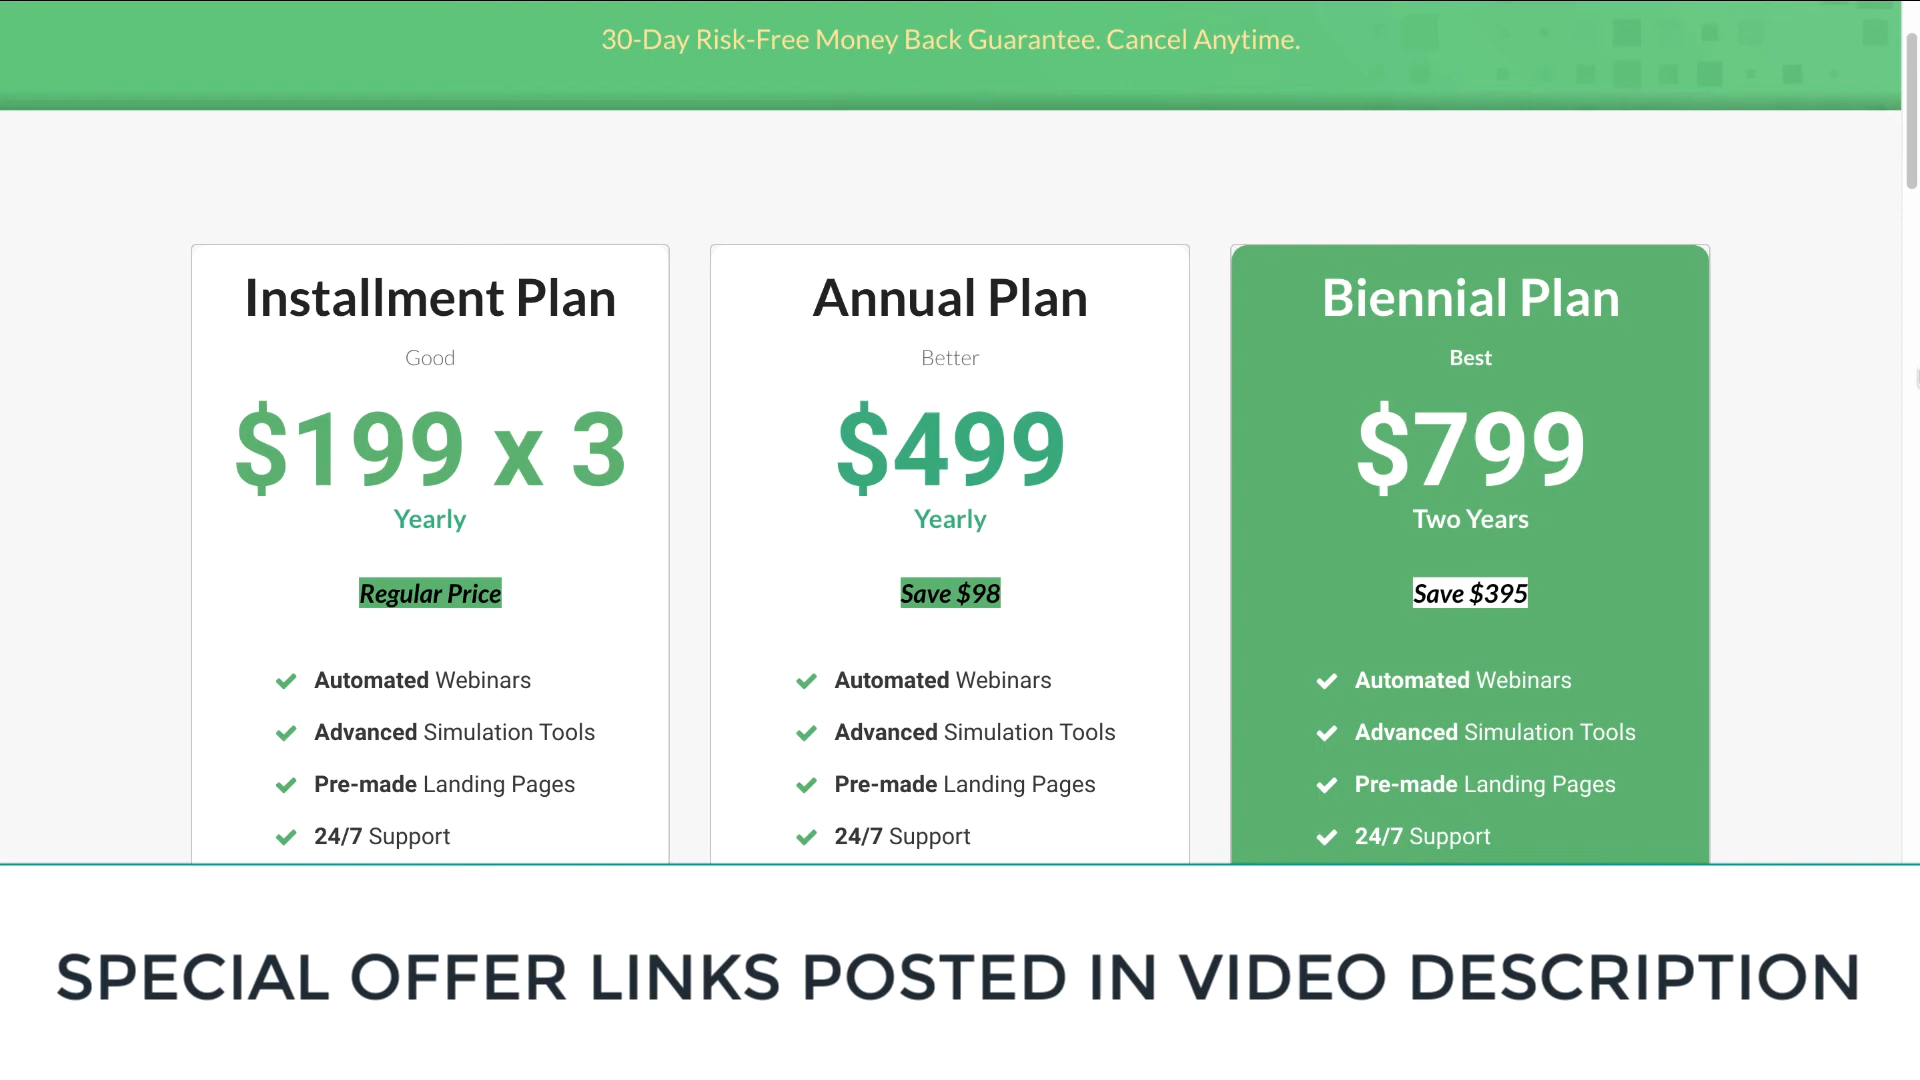 30-Day Risk-Free Money Back Guarantee. Cancel Anytime.
Installment Plan
Good
$199 x 3
Yearly
Regular Price
Automated Webinars
Advanced Simulation Tools
Pre-made Landing Pages
24/7 Support
Annual Plan
Better
$499
Yearly
Save $98
Automated Webinars
Advanced Simulation Tools
Pre-made Landing Pages
24/7 Support
Biennial Plan
Best
$799
Two Years
Save $395
Automated Webinars
Advanced Simulation Tools
Pre-made Landing Pages
24/7 Support
SPECIAL OFFER LINKS POSTED IN VIDEO DESCRIPTION